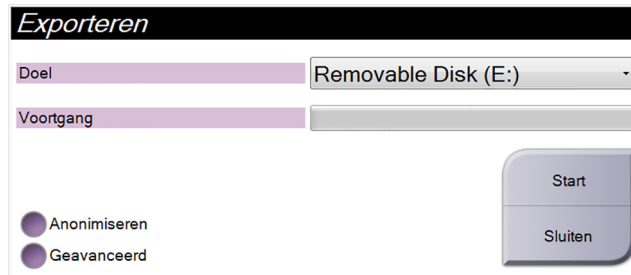 Exporteren
Doel
Removable Disk (E:)
Voortgang
Start
Anonimiseren
Sluiten
Geavanceerd